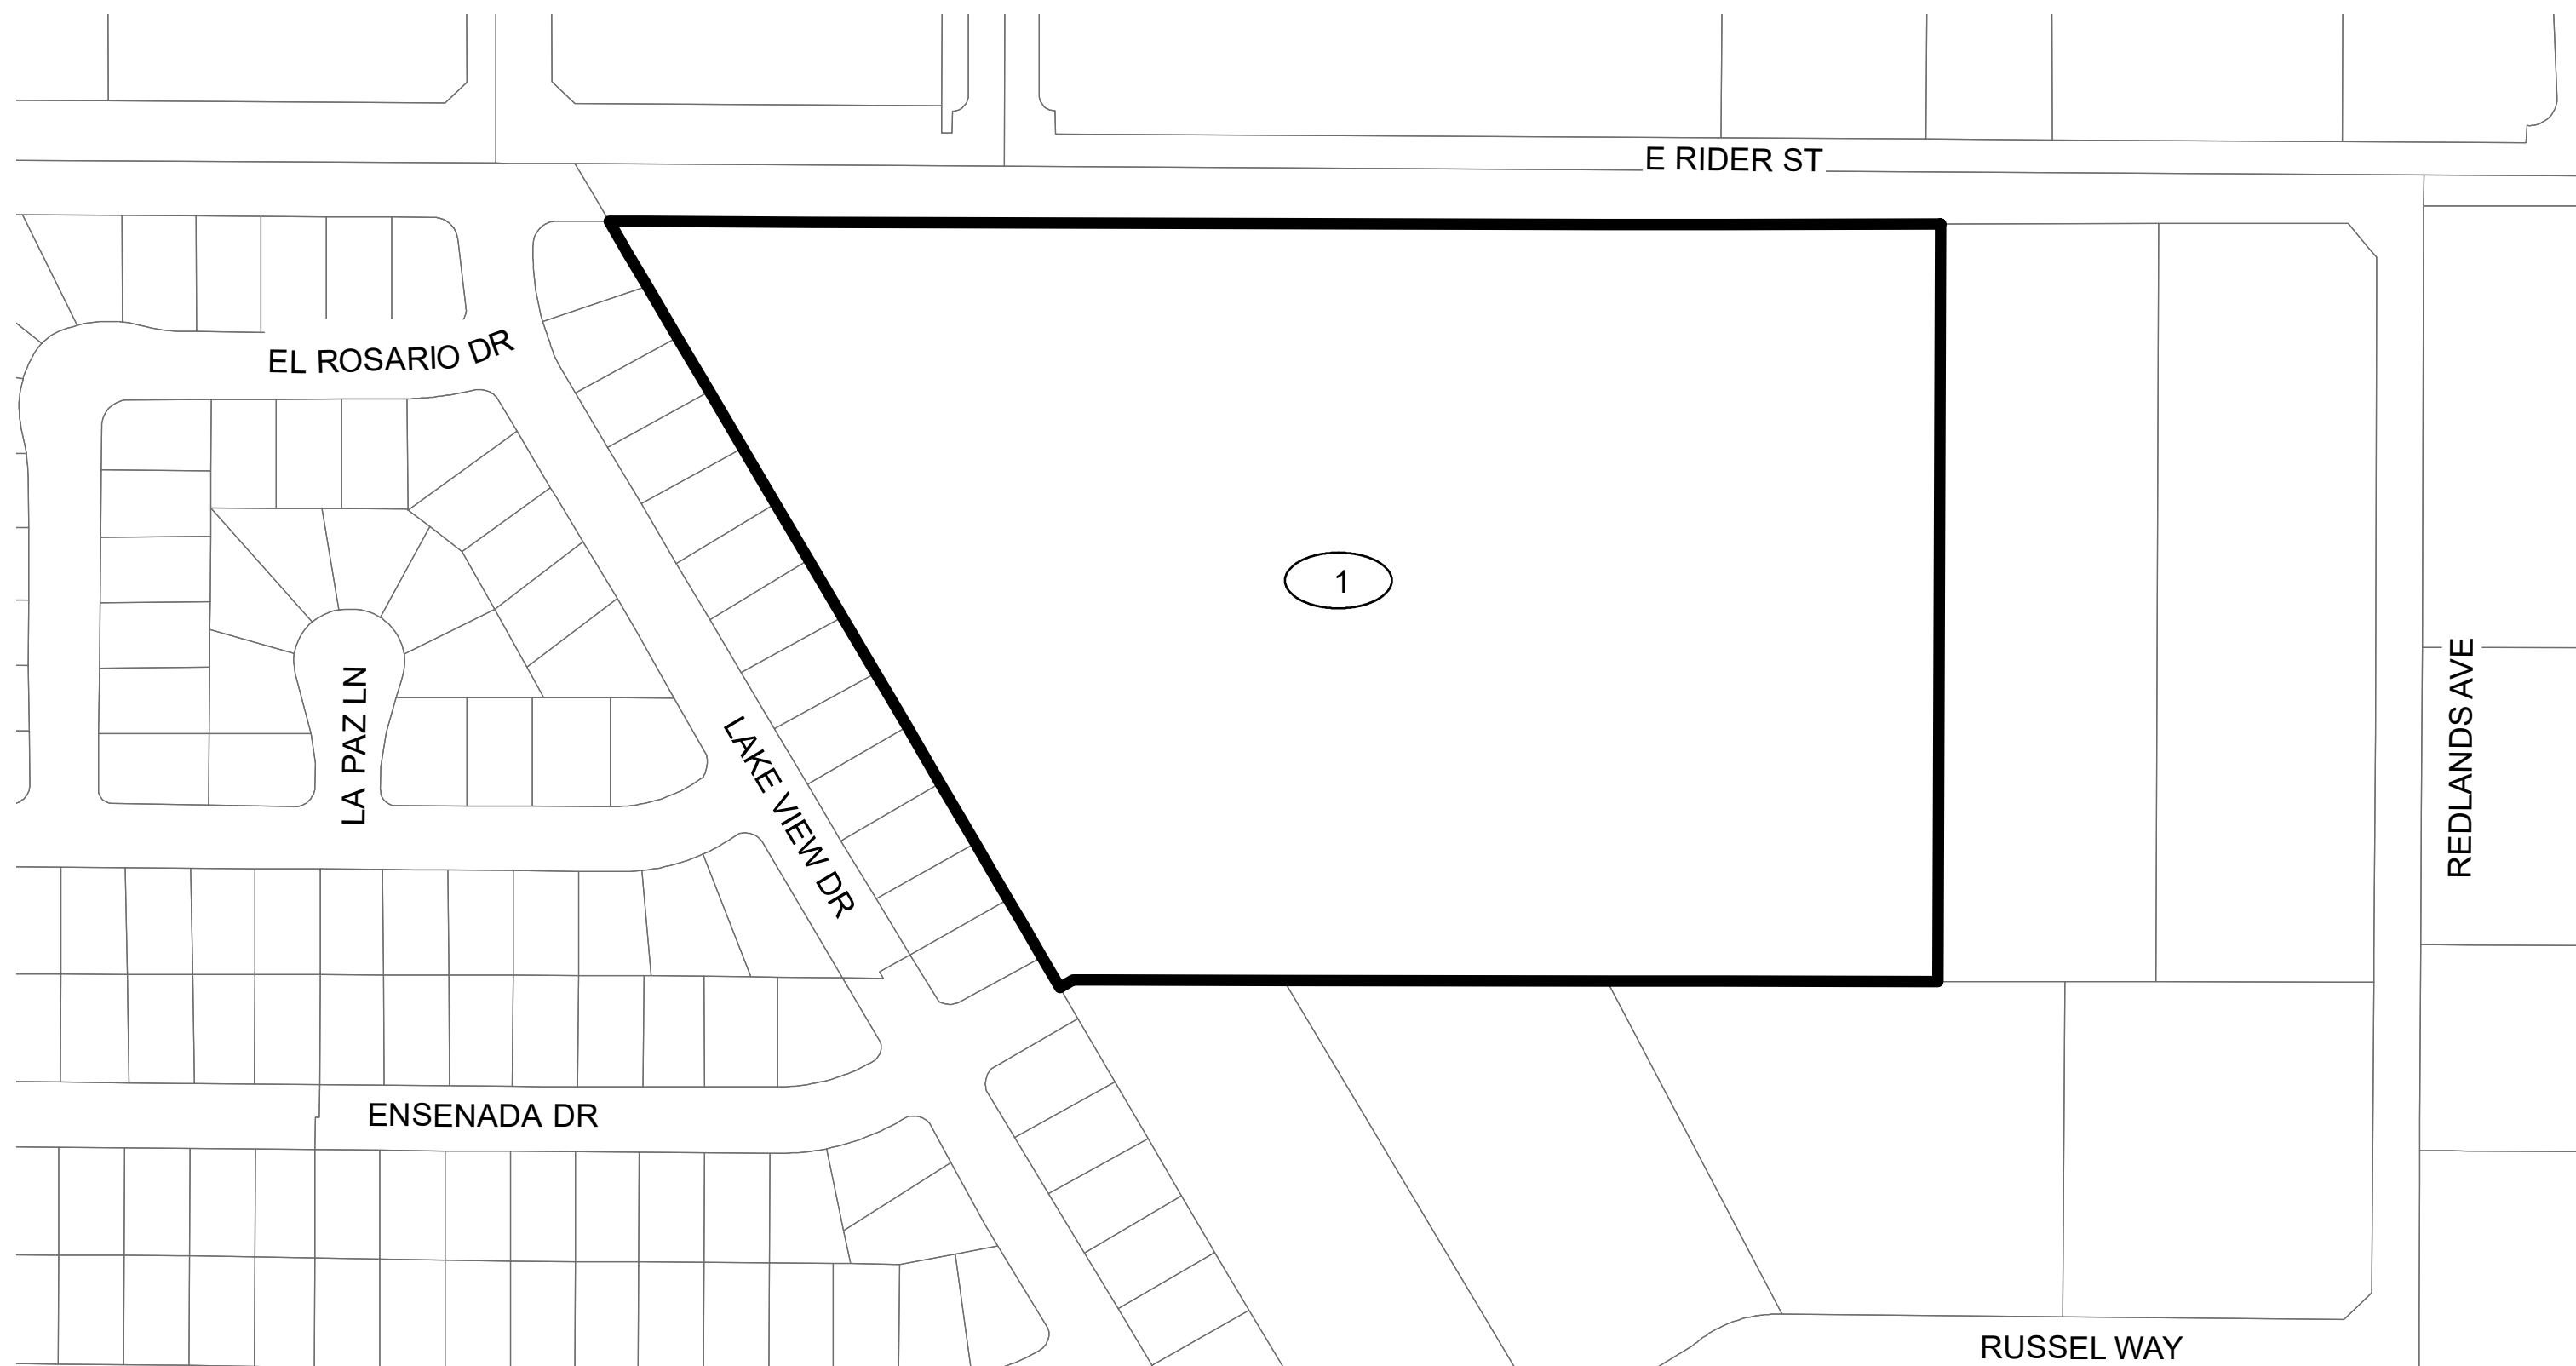 E RIDER ST
EL ROSARIO DR
1
LA PAZ LN
LAKE VIEW DR
REDLANDS AVE
ENSENADA DR
RUSSEL WAY